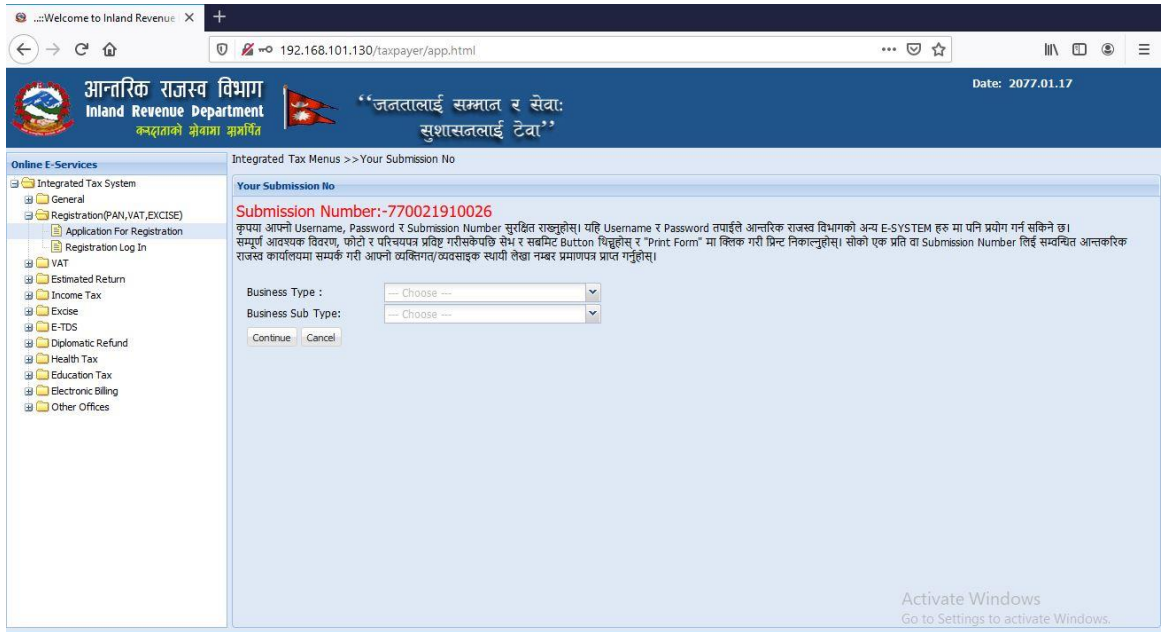 ..::Welcome to Inland Revenue
192.168.101.130/taxpayer/app.html
आन्तरिक राजस्व विभाग
Inland Revenue Department
करदाताको सेवामा समर्पित
“जनतालाई सम्मान र सेवा:
सुशासनलाई टेवा”
Date: 2077.01.17
Online E-Services
Integrated Tax System
General
Registration(PAN,VAT,EXCISE)
Application For Registration
Registration Log In
VAT
Estimated Return
Income Tax
Excise
E-TDS
Diplomatic Refund
Health Tax
Education Tax
Electronic Billing
Other Offices
Integrated Tax Menus >>Your Submission No
Your Submission No
Submission Number:-770021910026
कृपया आफ्नो Username, Password र Submission Number सुरक्षित राख्नुहोस्। यहि Username र Password तपाईले आन्तरिक राजस्व विभागको अन्य E-SYSTEM हरु मा पनि प्रयोग गर्न सकिने छ।
सम्पूर्ण आवश्यक विवरण, फोटो र परिचयपत्र प्रविष्ट गरीसकेपछि सेभ र सबमिट Button थिच्नुहोस् र "Print Form" मा क्लिक गरी प्रिन्ट निकाल्नुहोस्। सोको एक प्रति वा Submission Number लिई सम्वन्धित आन्तकरिक
राजस्व कार्यालयमा सम्पर्क गरी आफ्नो व्यक्तिगत/व्यवसाइक स्थायी लेखा नम्बर प्रमाणपत्र प्राप्त गर्नुहोस्।
Business Type :
--- Choose ---
Business Sub Type:
--- Choose ---
Continue Cancel
Activate Windows
Go to Settings to activate Windows.